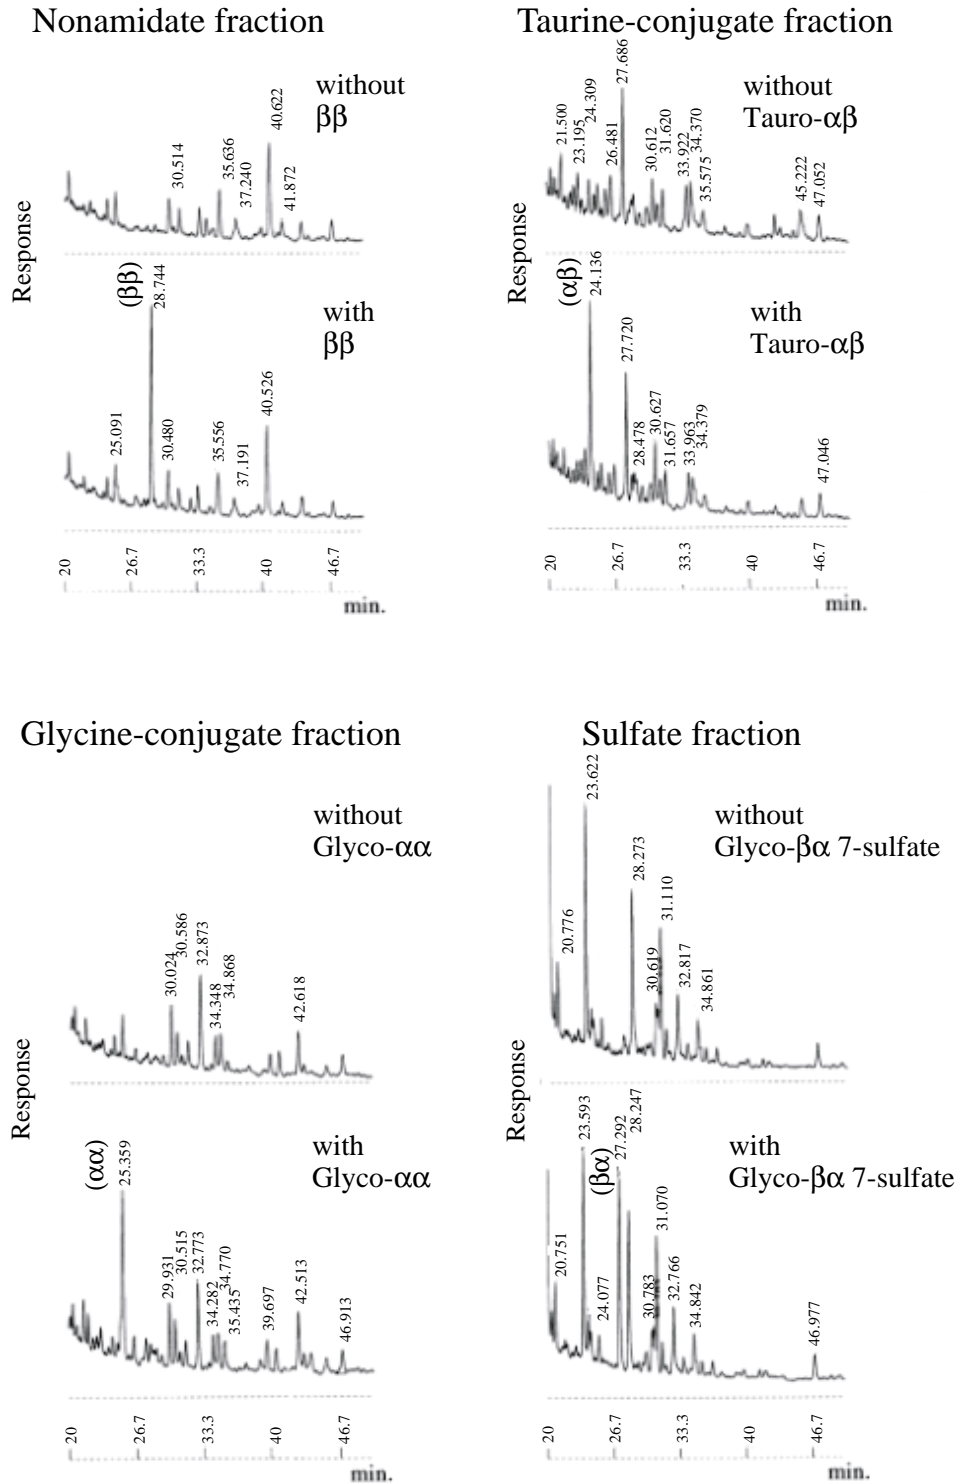 Nonamidate fraction
without
ββ
30.514
35.636
37.240
40.622
41.872
Response
(ββ)
28.744
with
ββ
25.091
30.480
35.556
37.191
40.526
20
26.7
33.3
40
46.7
min.
Taurine-conjugate fraction
without
Tauro-αβ
21.500
23.195
24.309
26.481
27.686
30.612
31.620
33.922
34.370
35.575
45.222
47.052
Response
(αβ)
24.136
with
Tauro-αβ
27.720
28.478
30.627
31.657
33.963
34.379
47.046
20
26.7
33.3
40
46.7
min.
Glycine-conjugate fraction
without
Glyco-αα
30.024
30.586
32.873
34.348
34.868
42.618
Response
(αα)
25.359
with
Glyco-αα
29.931
30.515
32.773
34.282
34.770
35.435
39.697
42.513
46.913
20
26.7
33.3
40
46.7
min.
Sulfate fraction
without
Glyco-βα 7-sulfate
20.776
23.622
28.273
30.619
31.110
32.817
34.861
Response
(βα)
27.292
with
Glyco-βα 7-sulfate
20.751
23.593
24.077
28.247
30.783
31.070
32.766
34.842
46.977
20
26.7
33.3
40
46.7
min.